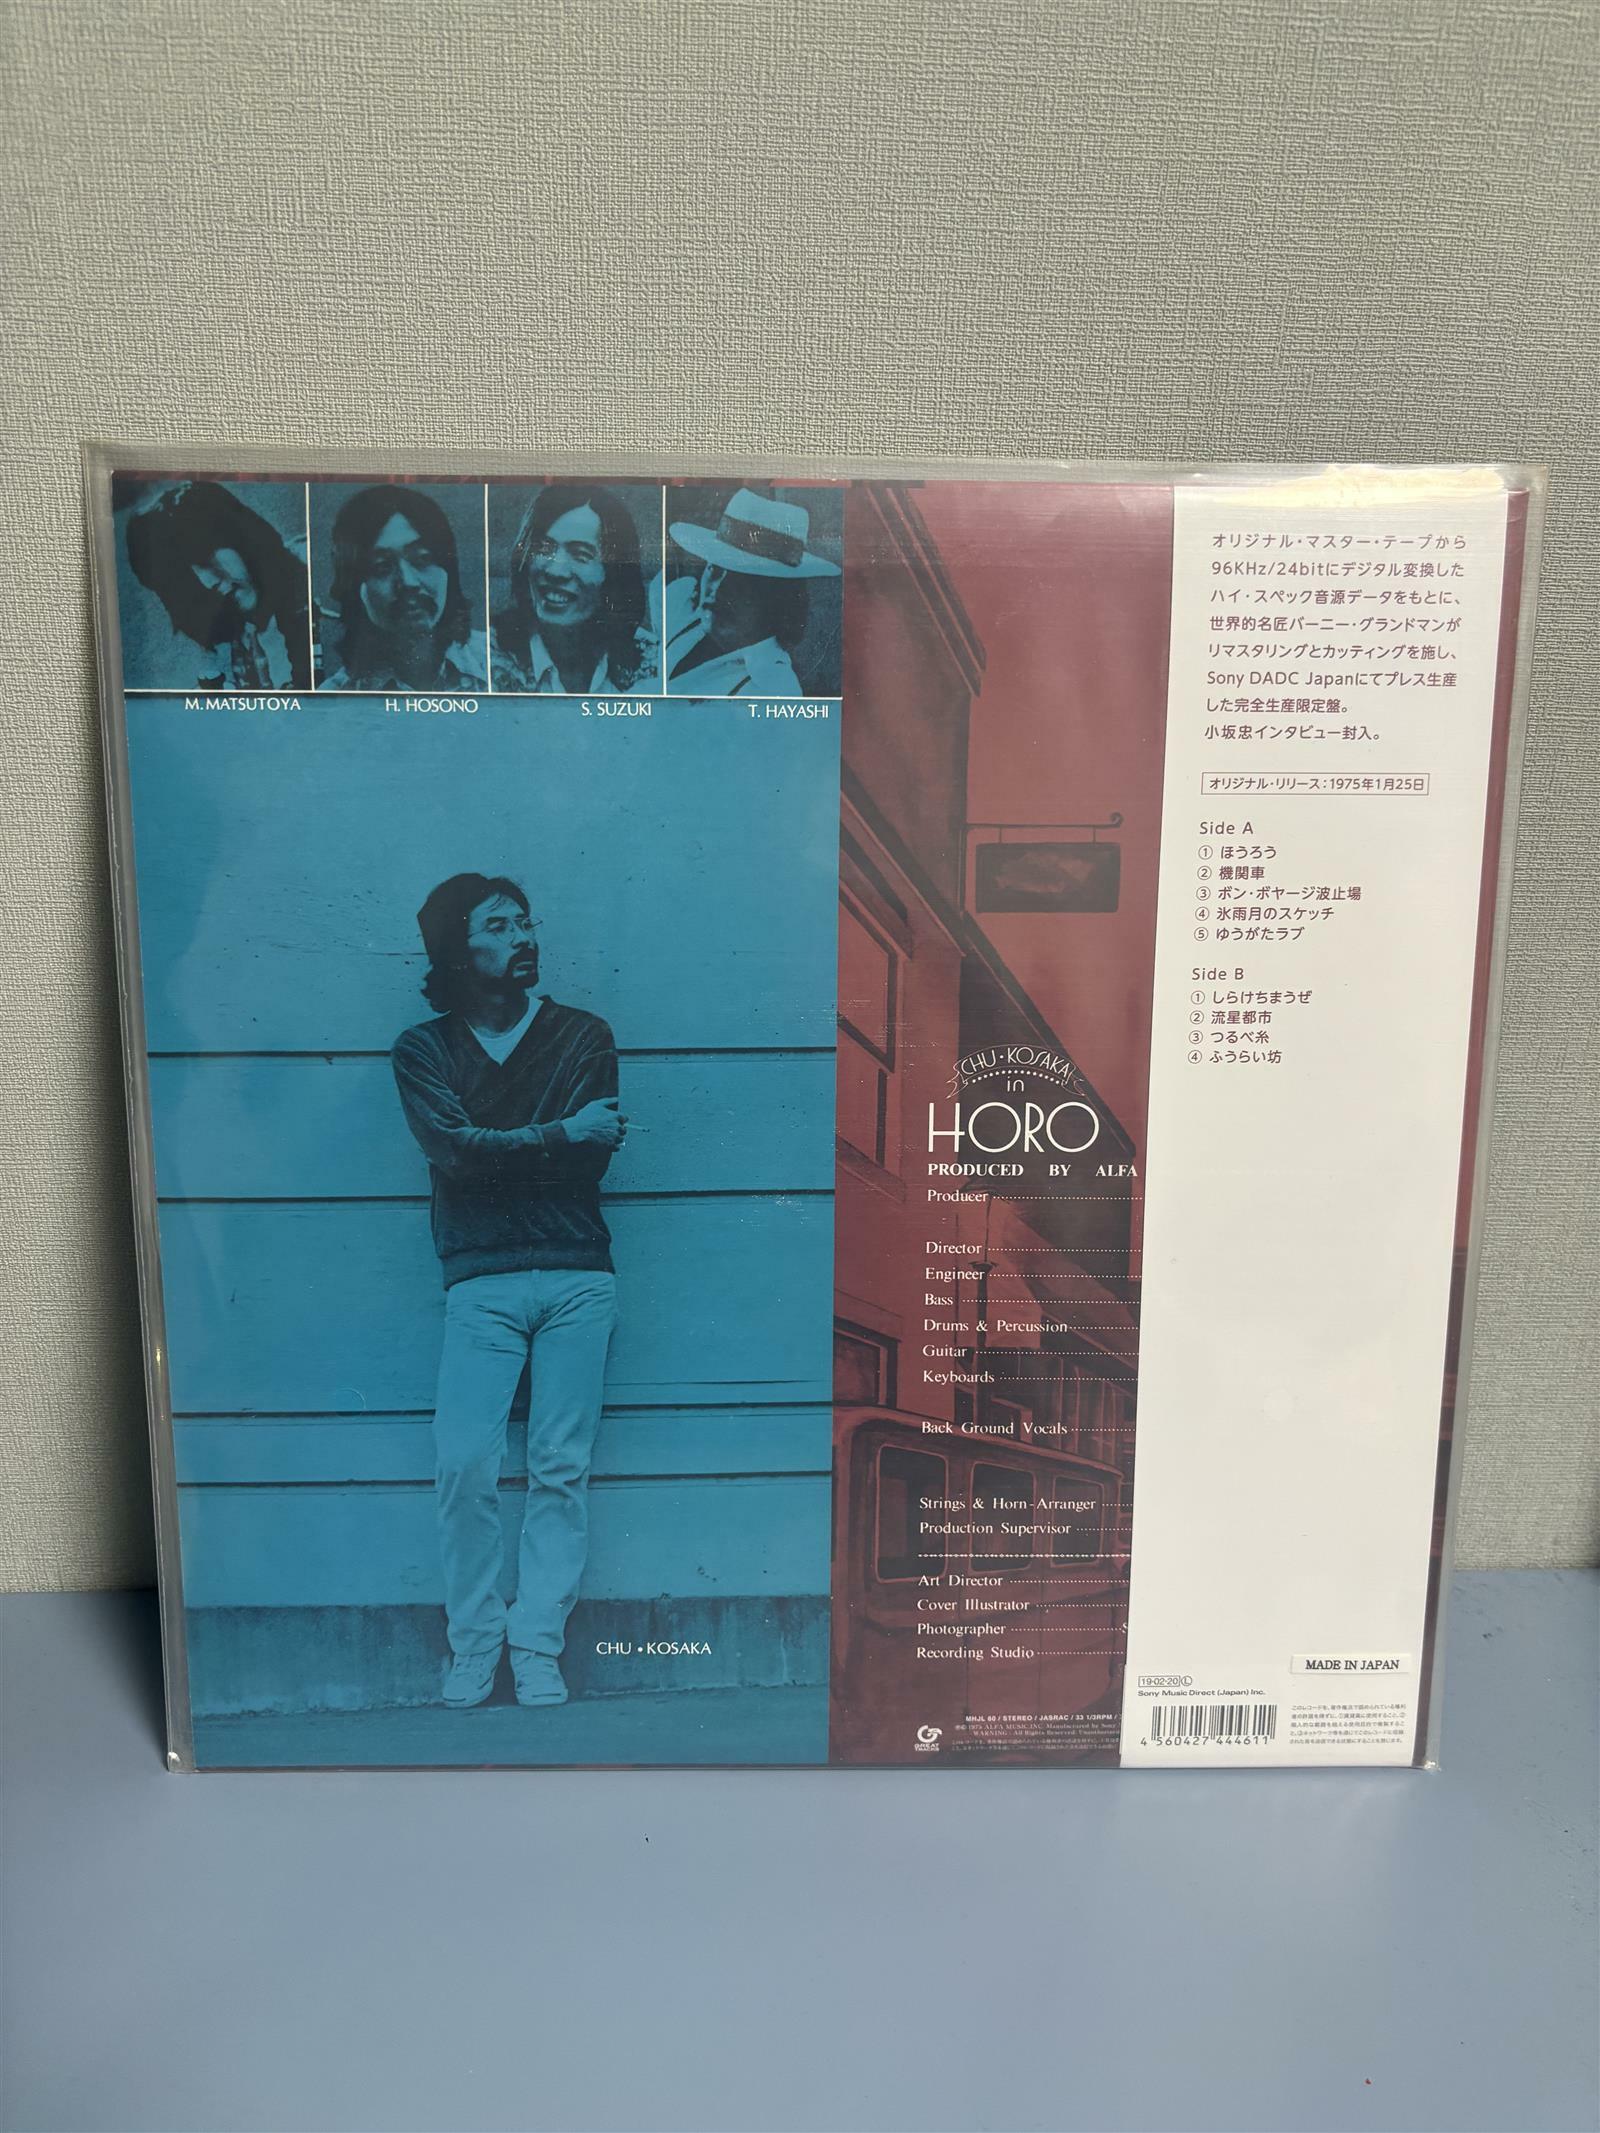 M. MATSUTOYA
H. HOSONO
S. SUZUKI
T. HAYASHI
CHU • KOSAKA
CHU • KOSAKA
in
HORO
PRODUCED BY ALFA
Producer
Director
Engineer
Bass
Drums & Percussion
Guitar
Keyboards
Back Ground Vocals
Strings & Horn-Arranger
Production Supervisor
Art Director
Cover Illustrator
Photographer
Recording Studio
GREAT TRACKS
MHJL 60 / STEREO / JASRAC / 33 1/3RPM /
オリジナル・マスター・テープから
96KHz/24bitにデジタル変換した
ハイ・スペック音源データをもとに、
世界的名匠バーニー・グランドマンが
リマスタリングとカッティングを施し、
Sony DADC Japanにてプレス生産
した完全生産限定盤。
小坂忠インタビュー封入。
オリジナル・リリース：1975年1月25日
Side A
① ほうろう
② 機関車
③ ボン・ボヤージ波止場
④ 氷雨月のスケッチ
⑤ ゆうがたラブ
Side B
① しらけちまうぜ
② 流星都市
③ つるべ糸
④ ふうらい坊
MADE IN JAPAN
19・02・20 Ⓛ
Sony Music Direct (Japan) Inc.
4 560427 444611